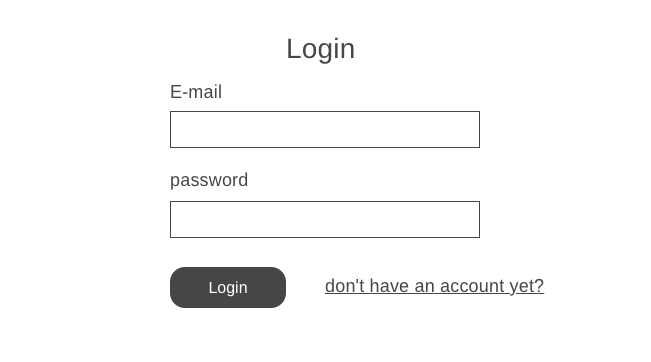 Login
E-mail
password
Login
don't have an account yet?